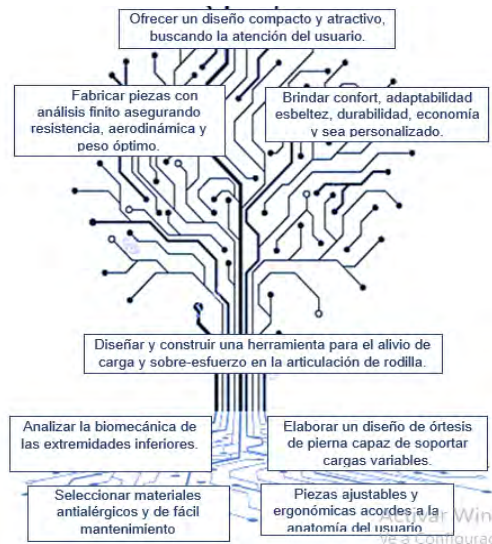 Ofrecer un diseño compacto y atractivo,
buscando la atención del usuario.
Fabricar piezas con
análisis finito asegurando
resistencia, aerodinámica y
peso óptimo.
Brindar confort, adaptabilidad
esbeltez, durabilidad, economía
y sea personalizado.
Diseñar y construir una herramienta para el alivio de
carga y sobre-esfuerzo en la articulación de rodilla.
Analizar la biomecánica de
las extremidades inferiores.
Elaborar un diseño de órtesis
de pierna capaz de soportar
cargas variables.
Seleccionar materiales
antialérgicos y de fácil
mantenimiento
Piezas ajustables y
ergonómicas acordes a la
anatomía del usuario
Activar Win
Ve a Configurac